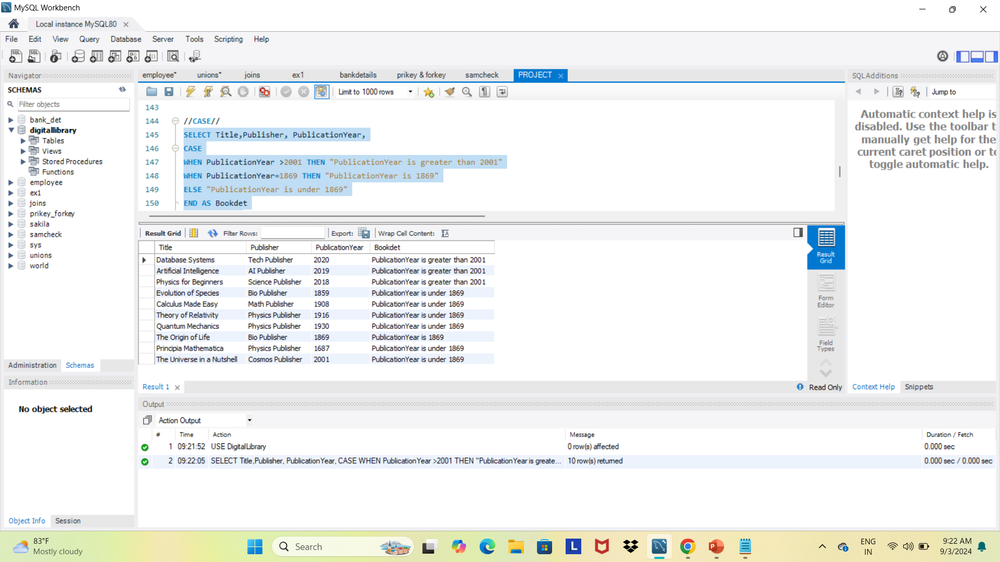 MySQL Workbench
Local instance MySQL80
File Edit View Query Database Server Tools Scripting Help
Navigator
SCHEMAS
Filter objects
bank_det
digitallibrary
Tables
Views
Stored Procedures
Functions
employee
ex1
joins
prikey_forkey
sakila
samcheck
sys
unions
world
Administration Schemas
Information
No object selected
Object Info Session
employee* unions* joins ex1 bankdetails prikey & forkey samcheck PROJECT
Limit to 1000 rows
143
144 //CASE//
145 SELECT Title,Publisher, PublicationYear,
146 CASE
147 WHEN PublicationYear >2001 THEN "PublicationYear is greater than 2001"
148 WHEN PublicationYear=1869 THEN "PublicationYear is 1869"
149 ELSE "PublicationYear is under 1869"
150 END AS Bookdet
Result Grid Filter Rows: Export: Wrap Cell Content:
Title Publisher PublicationYear Bookdet
Database Systems Tech Publisher 2020 PublicationYear is greater than 2001
Artificial Intelligence AI Publisher 2019 PublicationYear is greater than 2001
Physics for Beginners Science Publisher 2018 PublicationYear is greater than 2001
Evolution of Species Bio Publisher 1859 PublicationYear is under 1869
Calculus Made Easy Math Publisher 1908 PublicationYear is under 1869
Theory of Relativity Physics Publisher 1916 PublicationYear is under 1869
Quantum Mechanics Physics Publisher 1930 PublicationYear is under 1869
The Origin of Life Bio Publisher 1869 PublicationYear is 1869
Principia Mathematica Physics Publisher 1687 PublicationYear is under 1869
The Universe in a Nutshell Cosmos Publisher 2001 PublicationYear is under 1869
Result
Grid
Form
Editor
Field
Types
Result 1
Read Only
SQLAdditions
Jump to
Automatic context help is
disabled. Use the toolbar t
manually get help for the
current caret position or to
toggle automatic help.
Context Help Snippets
Output
Action Output
# Time Action Message Duration / Fetch
1 09:21:52 USE DigitalLibrary 0 row(s) affected 0.000 sec
2 09:22:05 SELECT Title,Publisher, PublicationYear, CASE WHEN PublicationYear >2001 THEN "PublicationYear is greate... 10 row(s) returned 0.000 sec / 0.000 sec
83°F
Mostly cloudy
Search
L
P
ENG
IN
9:22 AM
9/3/2024